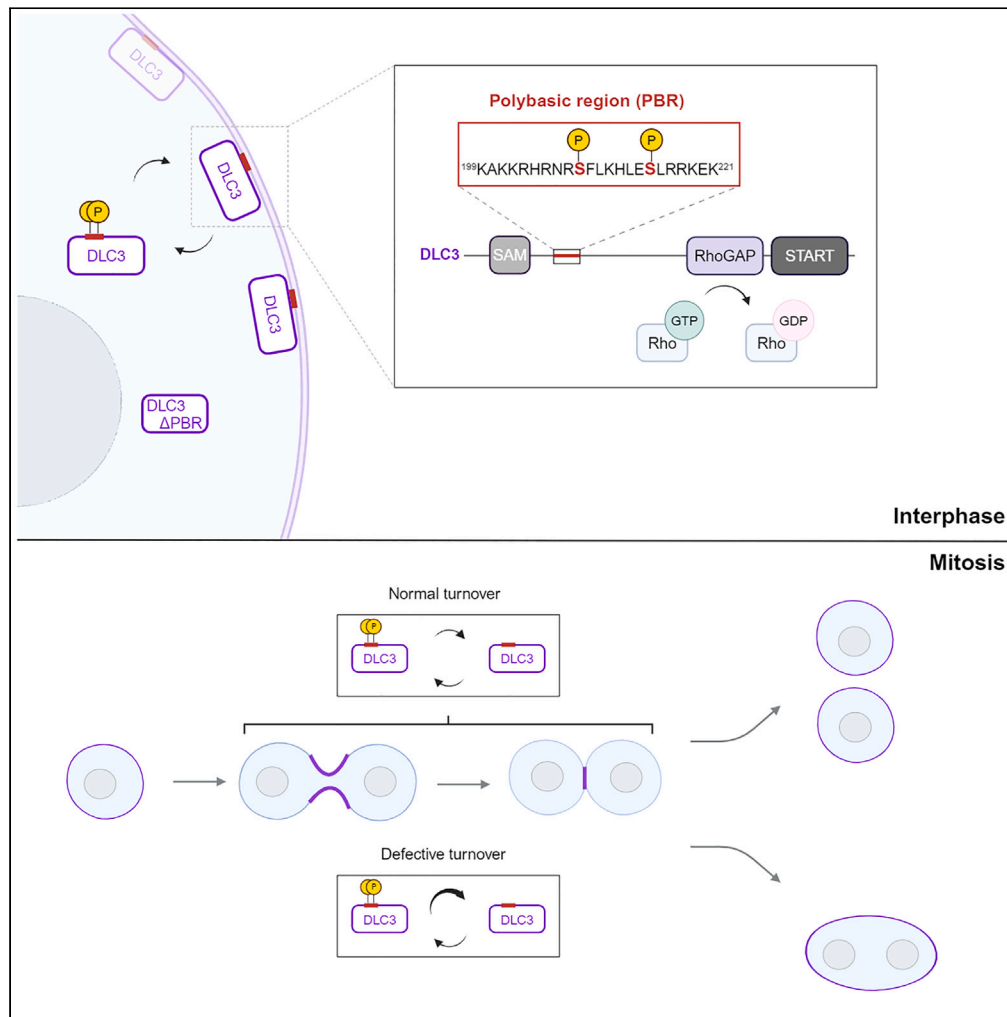 DLC3
Polybasic region (PBR)
P P
¹⁹⁹KAKKRHRNRSFLKHLESLRRKEK²²¹
DLC3
P
DLC3
DLC3 SAM RhoGAP START
DLC3
GTP GDP
Rho Rho
DLC3
ΔPBR
Interphase
Mitosis
Normal turnover
P
DLC3 DLC3
Defective turnover
P
DLC3 DLC3